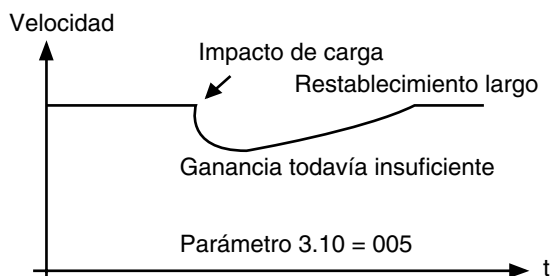 Velocidad
Impacto de carga
Restablecimiento largo
Ganancia todavía insuficiente
Parámetro 3.10 = 005
t